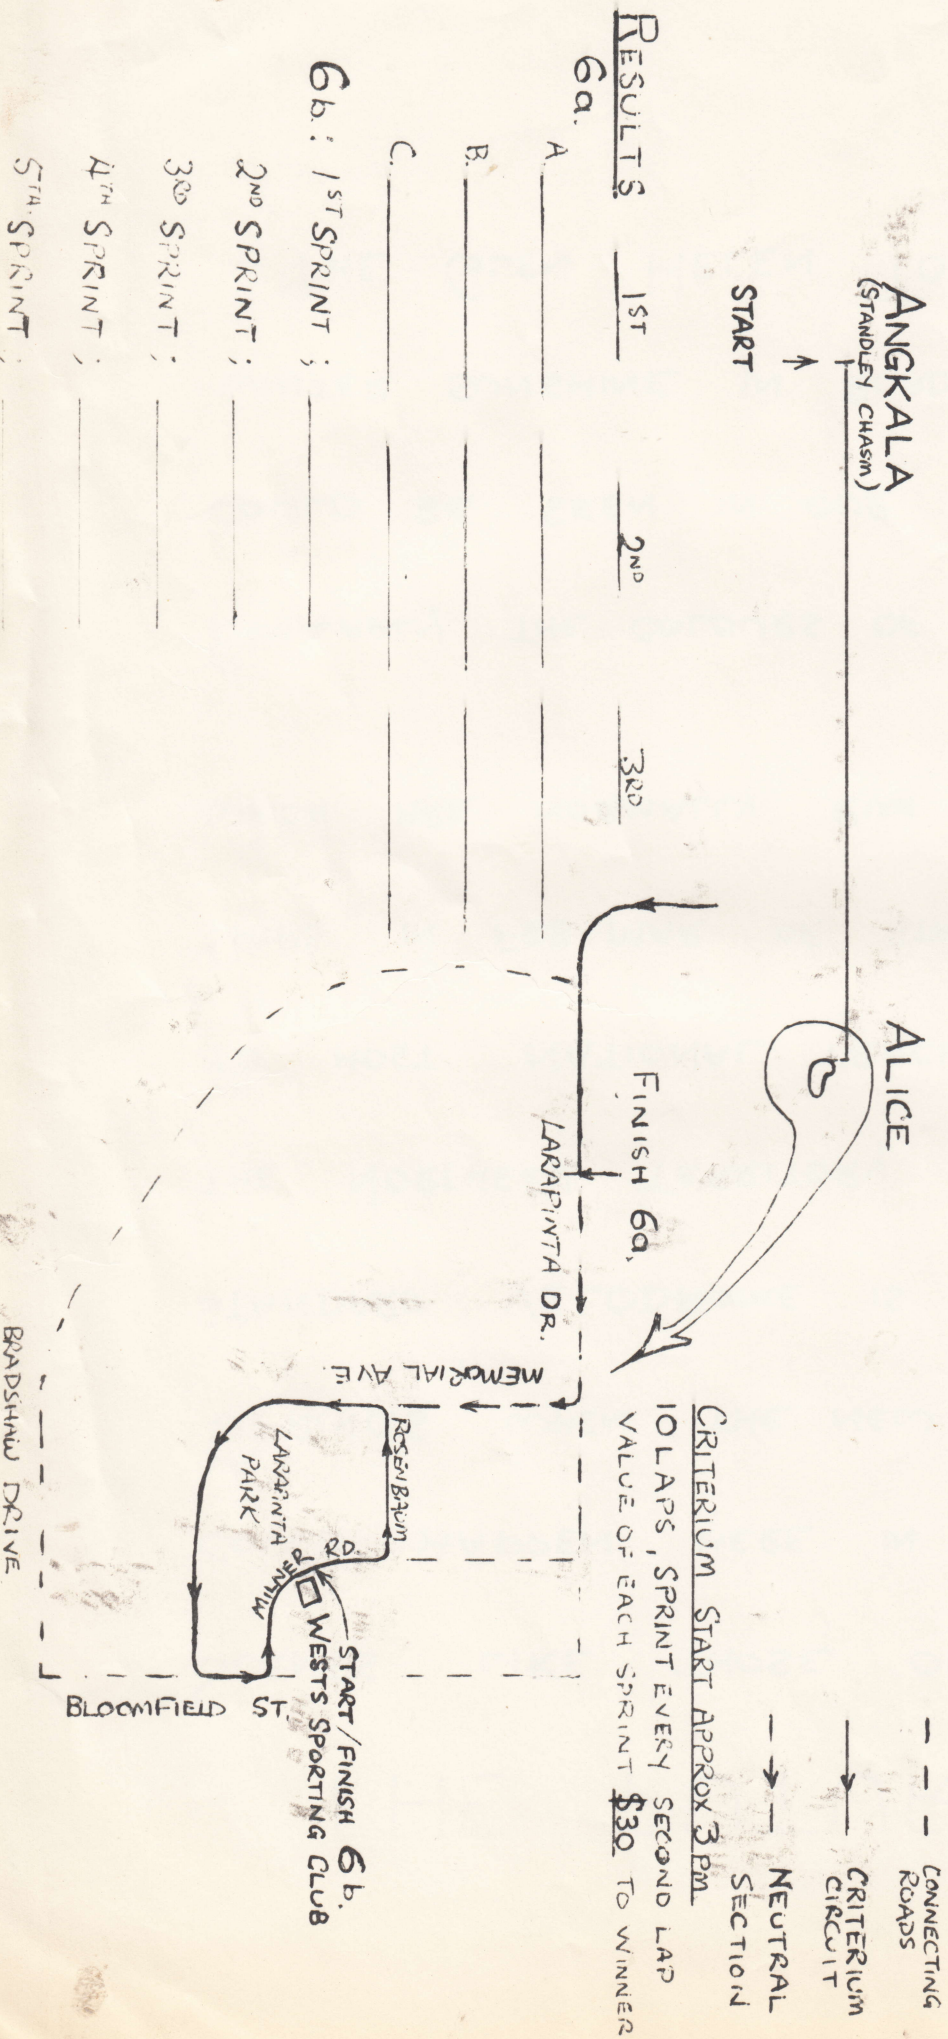 ANGKALA
(STANDLEY CHASM)
START
ALICE
CONNECTING
ROADS
CRITERIUM
CIRCUIT
NEUTRAL
SECTION
CRITERIUM START APPROX 3 PM
10 LAPS, SPRINT EVERY SECOND LAP
VALUE OF EACH SPRINT $30 TO WINNER
FINISH 6a.
LARAPINTA DR.
MEMORIAL AVE
ROSENBAUM
LARAPINTA
PARK
MILNER RD.
START/FINISH 6b.
WESTS SPORTING CLUB
BLOOMFIELD ST.
BRADSHAW DRIVE
RESULTS 1ST 2ND 3RD
6a.
A.
B.
C.
6b.: 1ST SPRINT ;
2ND SPRINT ;
3RD SPRINT ;
4TH SPRINT ;
5TH SPRINT ;